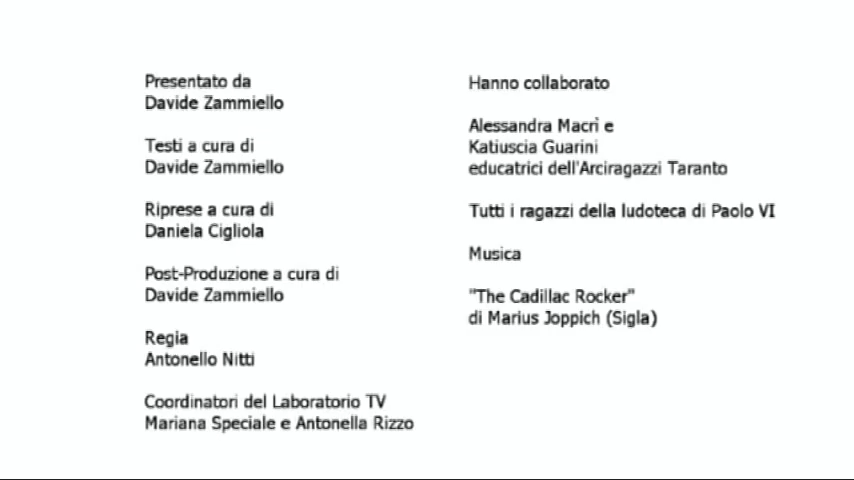 Presentato da
Davide Zammiello
Testi a cura di
Davide Zammiello
Riprese a cura di
Daniela Cigliola
Post-Produzione a cura di
Davide Zammiello
Regia
Antonello Nitti
Coordinatori del Laboratorio TV
Mariana Speciale e Antonella Rizzo
Hanno collaborato
Alessandra Macrì e
Katiuscia Guarini
educatrici dell'Arciragazzi Taranto
Tutti i ragazzi della ludoteca di Paolo VI
Musica
"The Cadillac Rocker"
di Marius Joppich (Sigla)